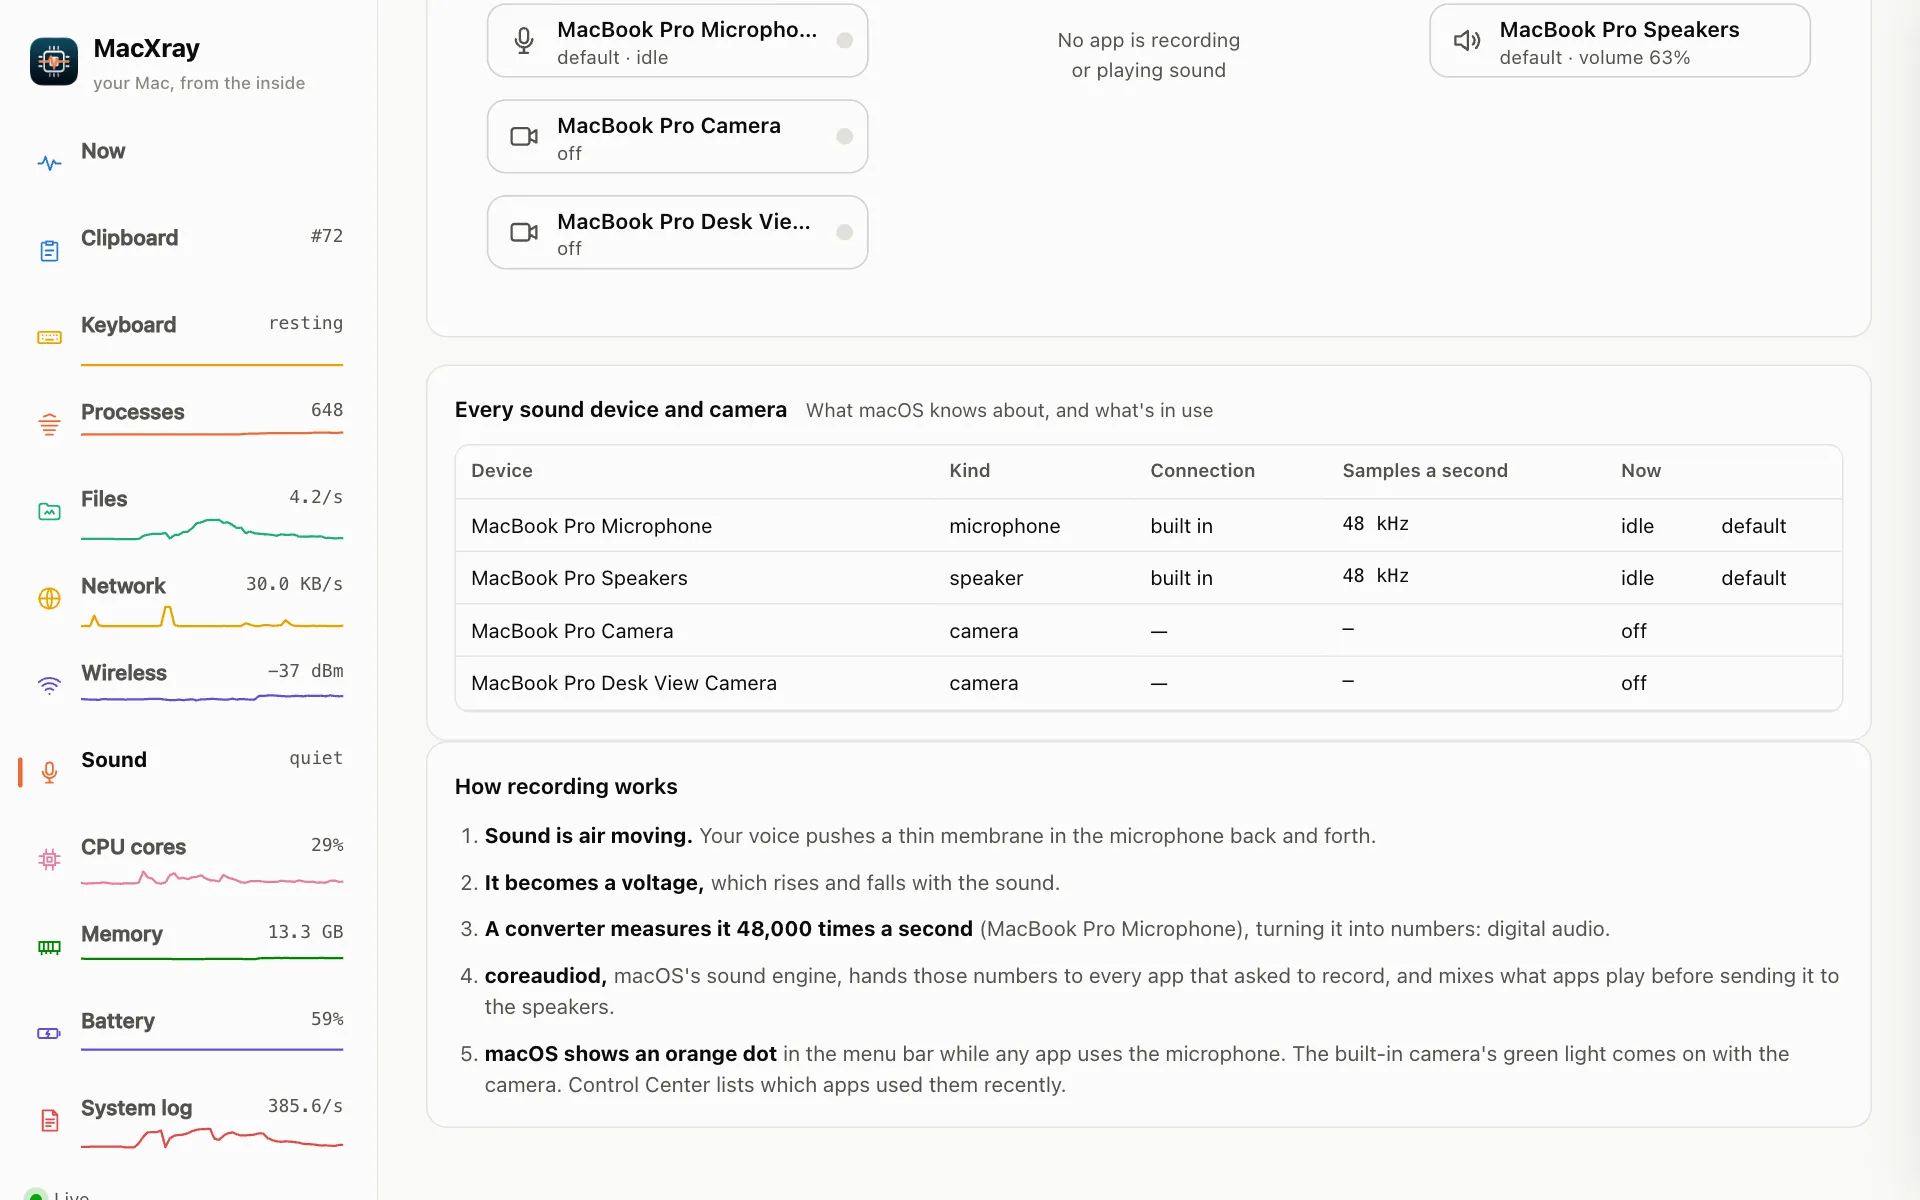 MacXray
your Mac, from the inside
Now
Clipboard #72
Keyboard resting
Processes 648
Files 4.2/s
Network 30.0 KB/s
Wireless −37 dBm
Sound quiet
CPU cores 29%
Memory 13.3 GB
Battery 59%
System log 385.6/s
Live
MacBook Pro Micropho...
default · idle
MacBook Pro Camera
off
MacBook Pro Desk Vie...
off
No app is recording
or playing sound
MacBook Pro Speakers
default · volume 63%
Every sound device and camera What macOS knows about, and what's in use
Device Kind Connection Samples a second Now
MacBook Pro Microphone microphone built in 48 kHz idle default
MacBook Pro Speakers speaker built in 48 kHz idle default
MacBook Pro Camera camera — — off
MacBook Pro Desk View Camera camera — — off
How recording works
1. Sound is air moving. Your voice pushes a thin membrane in the microphone back and forth.
2. It becomes a voltage, which rises and falls with the sound.
3. A converter measures it 48,000 times a second (MacBook Pro Microphone), turning it into numbers: digital audio.
4. coreaudiod, macOS's sound engine, hands those numbers to every app that asked to record, and mixes what apps play before sending it to
the speakers.
5. macOS shows an orange dot in the menu bar while any app uses the microphone. The built-in camera's green light comes on with the
camera. Control Center lists which apps used them recently.